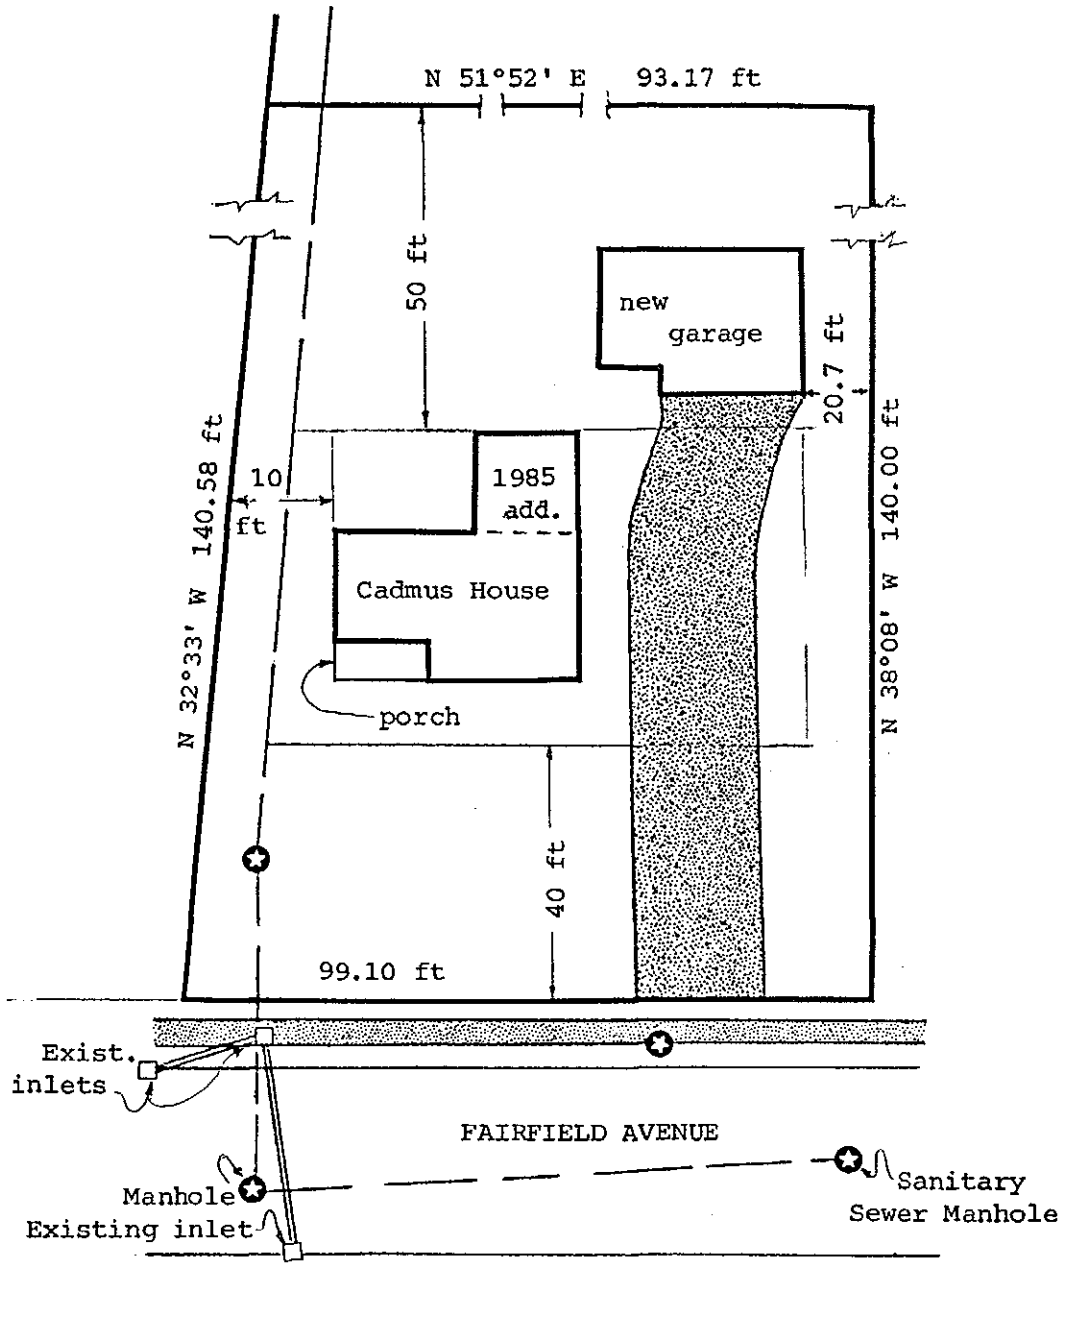 N 51°52' E 93.17 ft
50 ft
new
garage
20.7 ft
N 32°33' W 140.58 ft
10
ft
1985
add.
N 38°08' W 140.00 ft
Cadmus House
porch
40 ft
99.10 ft
Exist.
inlets
FAIRFIELD AVENUE
Manhole
Existing inlet
Sanitary
Sewer Manhole